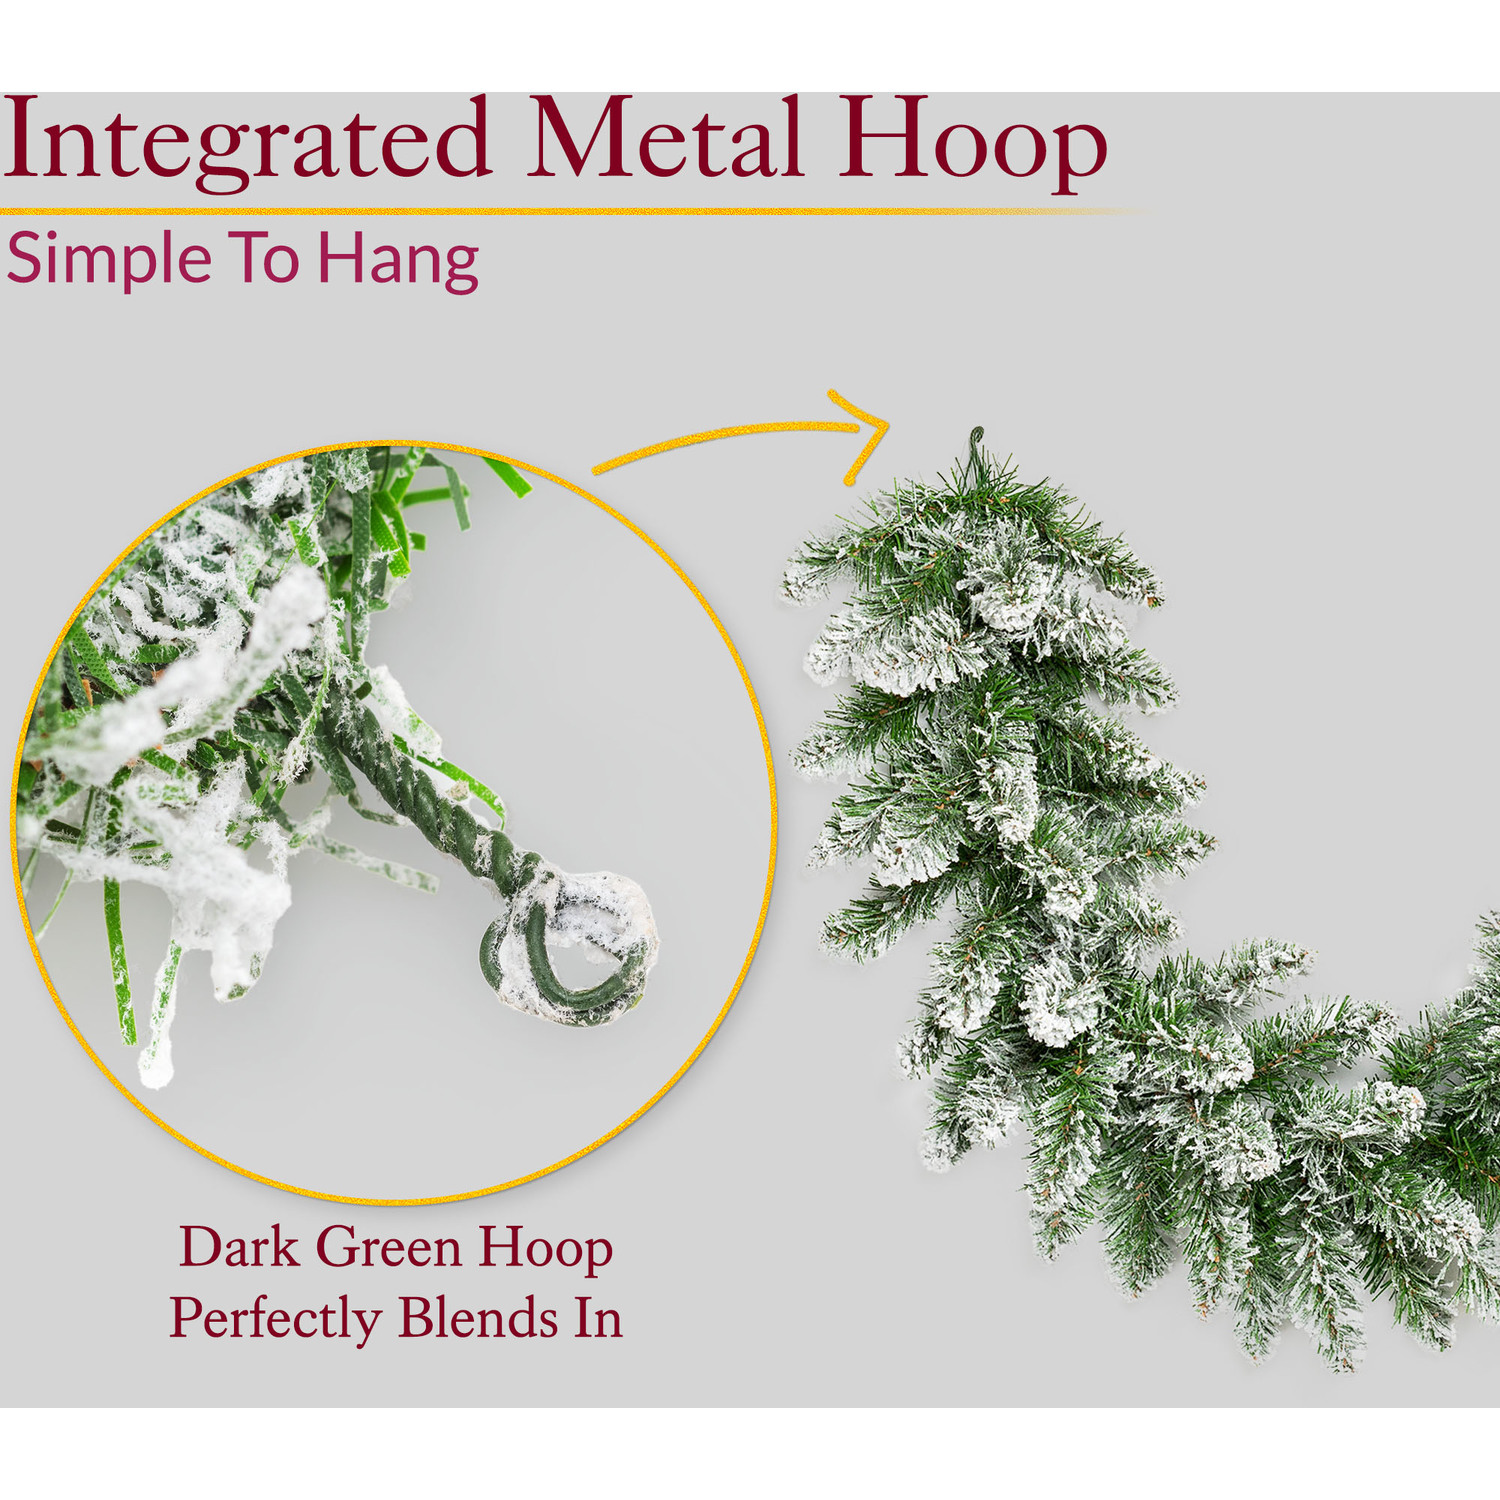 Integrated Metal Hoop
Simple To Hang
Dark Green Hoop
Perfectly Blends In